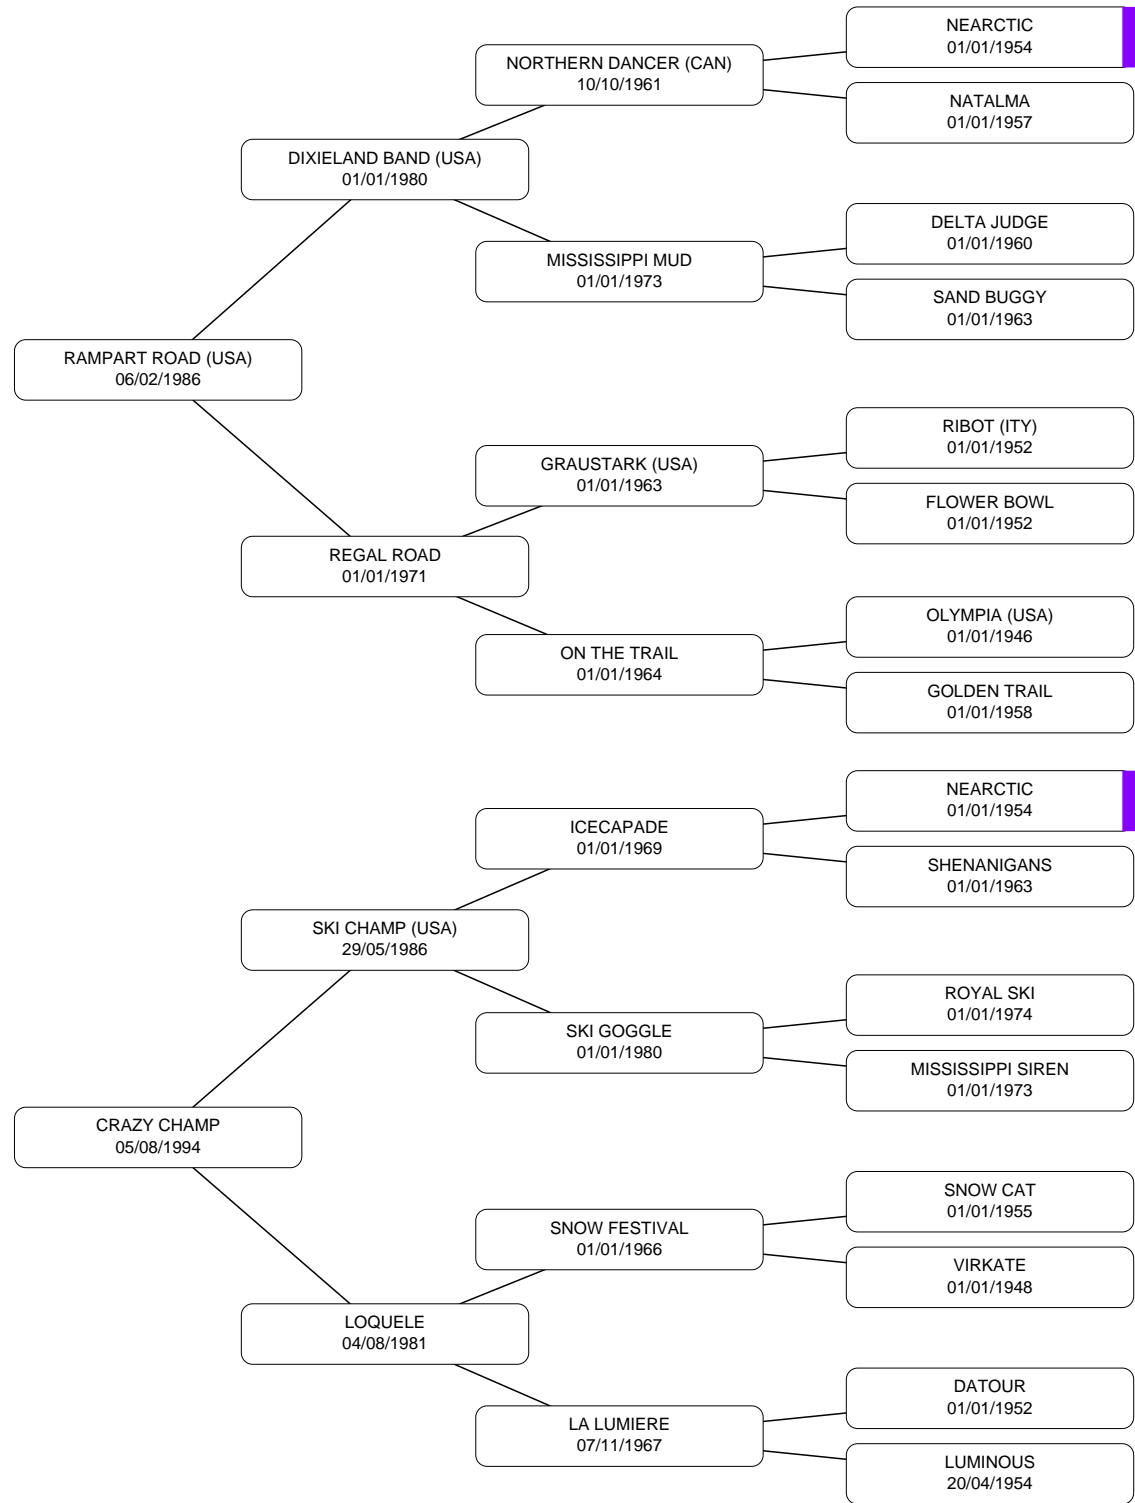 NEARCTIC
01/01/1954
NORTHERN DANCER (CAN)
10/10/1961
NATALMA
01/01/1957
DIXIELAND BAND (USA)
01/01/1980
DELTA JUDGE
01/01/1960
MISSISSIPPI MUD
01/01/1973
SAND BUGGY
01/01/1963
RAMPART ROAD (USA)
06/02/1986
RIBOT (ITY)
01/01/1952
GRAUSTARK (USA)
01/01/1963
FLOWER BOWL
01/01/1952
REGAL ROAD
01/01/1971
OLYMPIA (USA)
01/01/1946
ON THE TRAIL
01/01/1964
GOLDEN TRAIL
01/01/1958
NEARCTIC
01/01/1954
ICECAPADE
01/01/1969
SHENANIGANS
01/01/1963
SKI CHAMP (USA)
29/05/1986
ROYAL SKI
01/01/1974
SKI GOGGLE
01/01/1980
MISSISSIPPI SIREN
01/01/1973
CRAZY CHAMP
05/08/1994
SNOW CAT
01/01/1955
SNOW FESTIVAL
01/01/1966
VIRKATE
01/01/1948
LOQUELE
04/08/1981
DATOUR
01/01/1952
LA LUMIERE
07/11/1967
LUMINOUS
20/04/1954